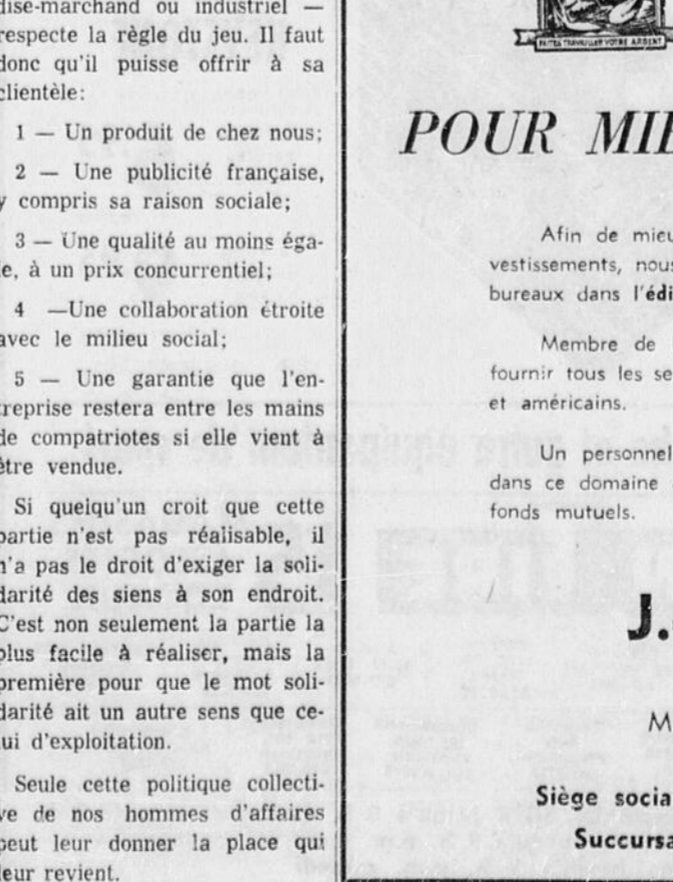 dise-marchand ou industriel —
respecte la règle du jeu. Il faut
donc qu'il puisse offrir à sa
clientèle:
1 — Un produit de chez nous;
2 — Une publicité française,
y compris sa raison sociale;
3 — Une qualité au moins éga-
le, à un prix concurrentiel;
4 —Une collaboration étroite
avec le milieu social;
5 — Une garantie que l'en-
treprise restera entre les mains
de compatriotes si elle vient à
être vendue.
Si queiqu'un croit que cette
partie n'est pas réalisable, il
n'a pas le droit d'exiger la soli-
darité des siens à son endroit.
C'est non seulement la partie la
plus facile à réaliser, mais la
première pour que le mot soli-
darité ait un autre sens que ce-
lui d'exploitation.
Seule cette politique collecti-
ve de nos hommes d'affaires
peut leur donner la place qui
leur revient.
FAITES TRAVAILLER VOTRE ARGENT
POUR MIE
Afin de mieu
vestissements, nous
bureaux dans l'édi
Membre de
fournir tous les se
et américains.
Un personnel
dans ce domaine
fonds mutuels.
J.
M
Siège socia
Succursa